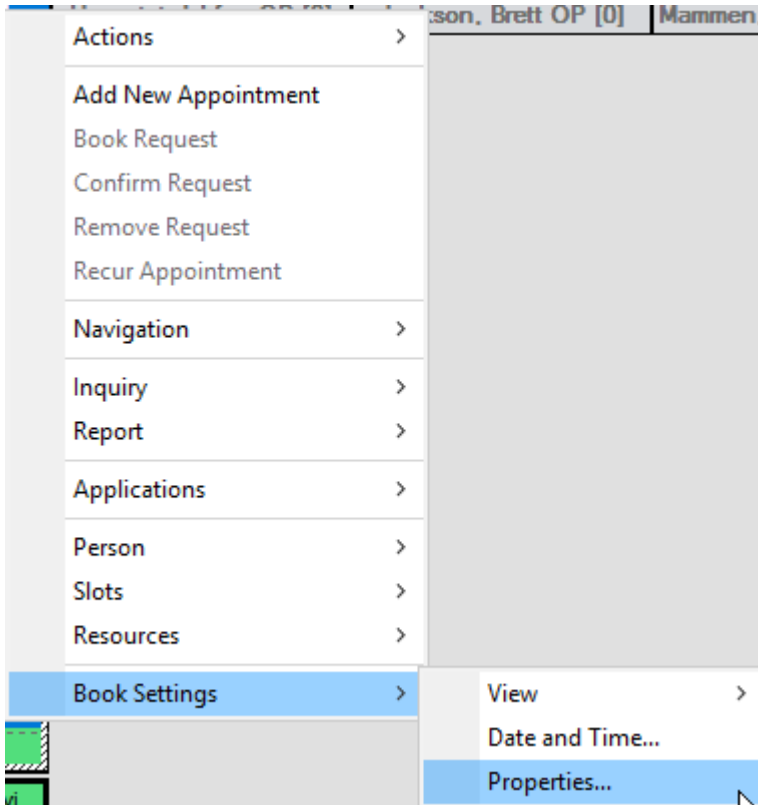 kson, Brett OP [0]
Mammen
Actions
Add New Appointment
Book Request
Confirm Request
Remove Request
Recur Appointment
Navigation
Inquiry
Report
Applications
Person
Slots
Resources
Book Settings
View
Date and Time...
Properties...